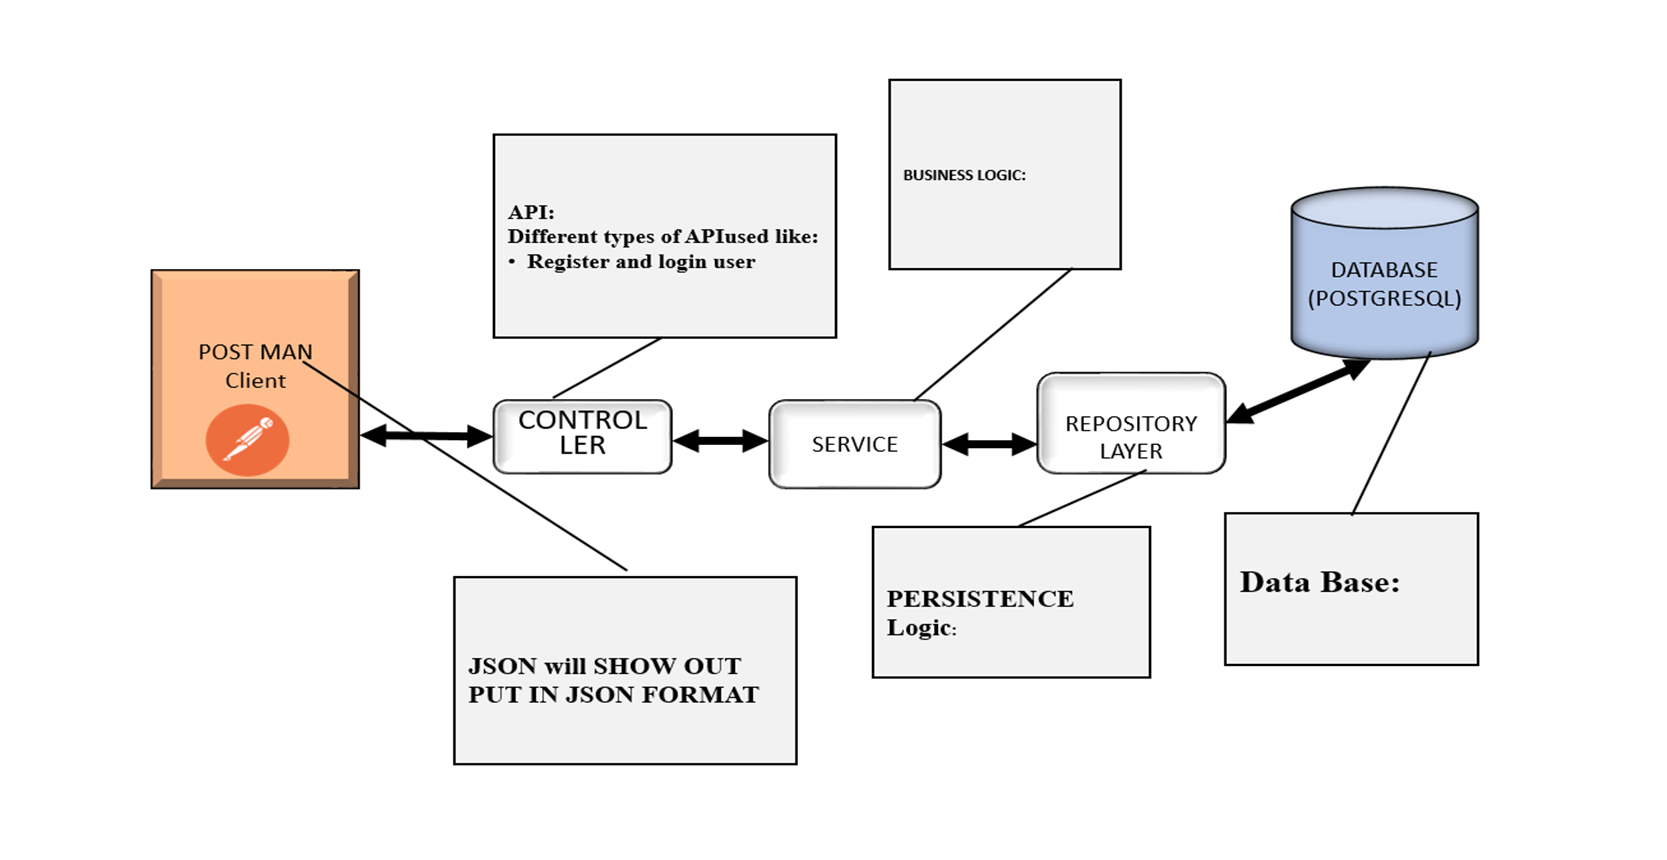 BUSINESS LOGIC:
API:
Different types of APIused like:
• Register and login user
DATABASE
(POSTGRESQL)
POST MAN
Client
CONTROL
LER
SERVICE
REPOSITORY
LAYER
JSON will SHOW OUT
PUT IN JSON FORMAT
PERSISTENCE
Logic:
Data Base: